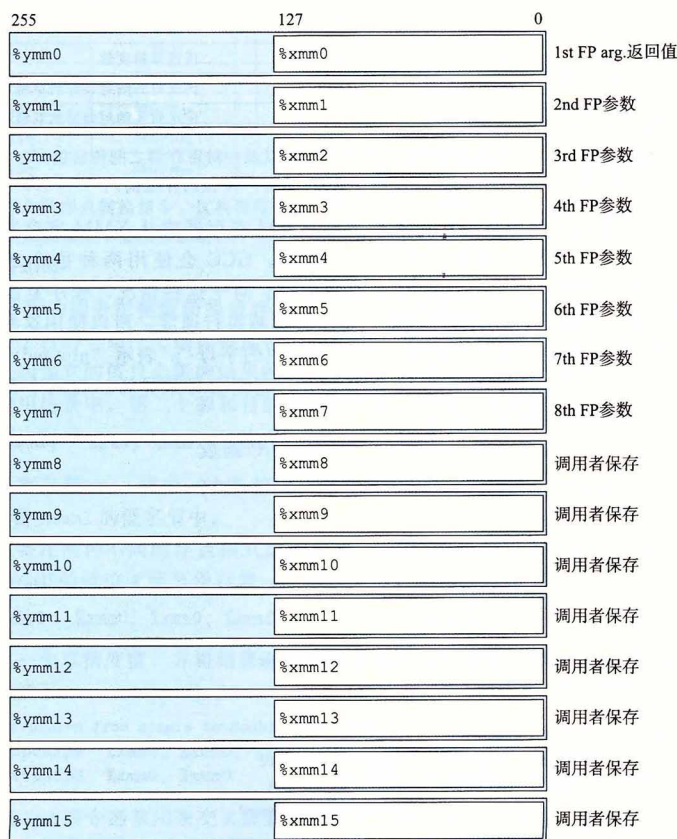 255 127 0
%ymm0 %xmm0 1st FP arg.返回值
%ymm1 %xmm1 2nd FP参数
%ymm2 %xmm2 3rd FP参数
%ymm3 %xmm3 4th FP参数
%ymm4 %xmm4 5th FP参数
%ymm5 %xmm5 6th FP参数
%ymm6 %xmm6 7th FP参数
%ymm7 %xmm7 8th FP参数
%ymm8 %xmm8 调用者保存
%ymm9 %xmm9 调用者保存
%ymm10 %xmm10 调用者保存
%ymm11 %xmm11 调用者保存
%ymm12 %xmm12 调用者保存
%ymm13 %xmm13 调用者保存
%ymm14 %xmm14 调用者保存
%ymm15 %xmm15 调用者保存